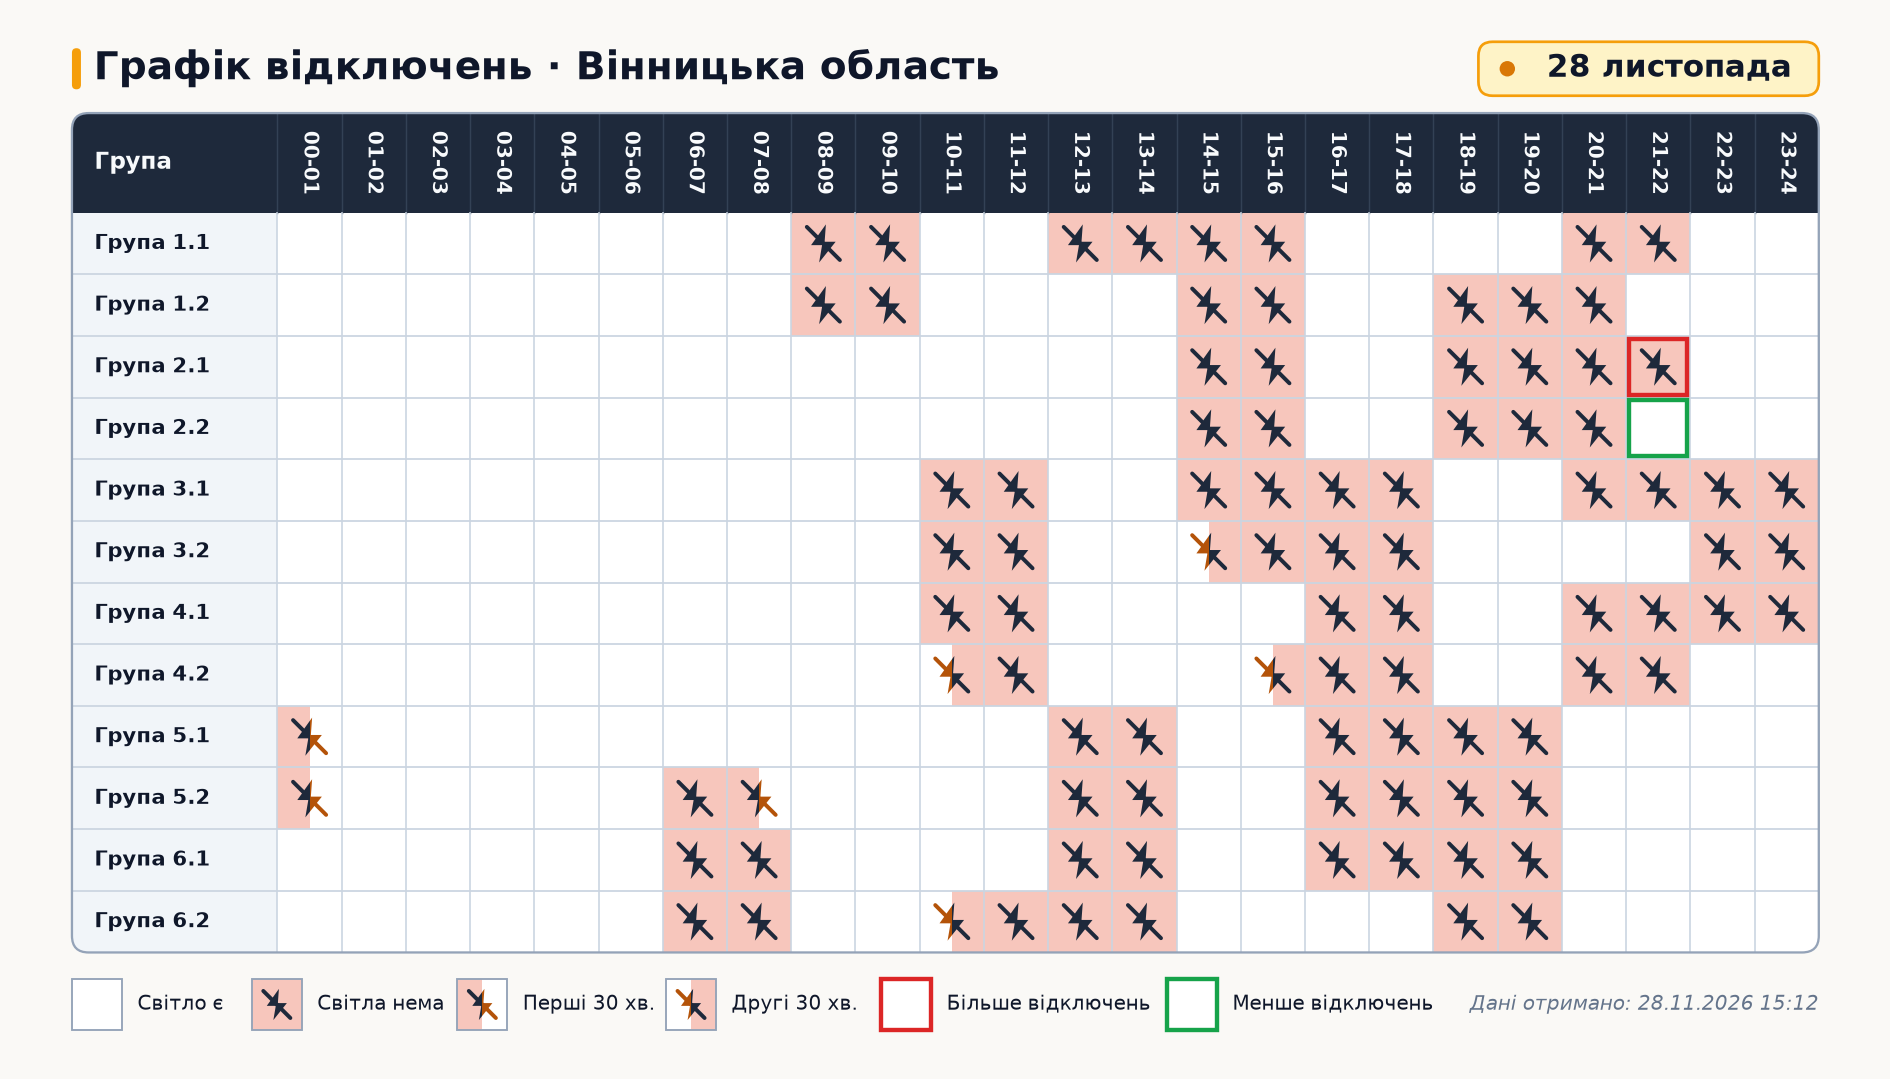 Графік відключень · Вінницька область
28 листопада
Група
00-01
01-02
02-03
03-04
04-05
05-06
06-07
07-08
08-09
09-10
10-11
11-12
12-13
13-14
14-15
15-16
16-17
17-18
18-19
19-20
20-21
21-22
22-23
23-24
Група 1.1
Група 1.2
Група 2.1
Група 2.2
Група 3.1
Група 3.2
Група 4.1
Група 4.2
Група 5.1
Група 5.2
Група 6.1
Група 6.2
Світло є
Світла нема
Перші 30 хв.
Другі 30 хв.
Більше відключень
Менше відключень
Дані отримано: 28.11.2026 15:12